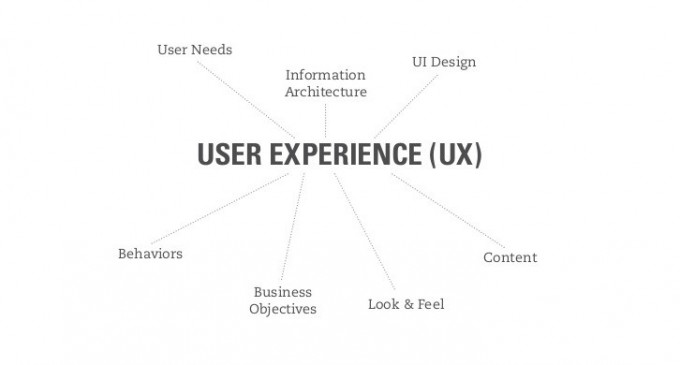 User Needs
Information
Architecture
UI Design
USER EXPERIENCE (UX)
Behaviors
Business
Objectives
Look & Feel
Content